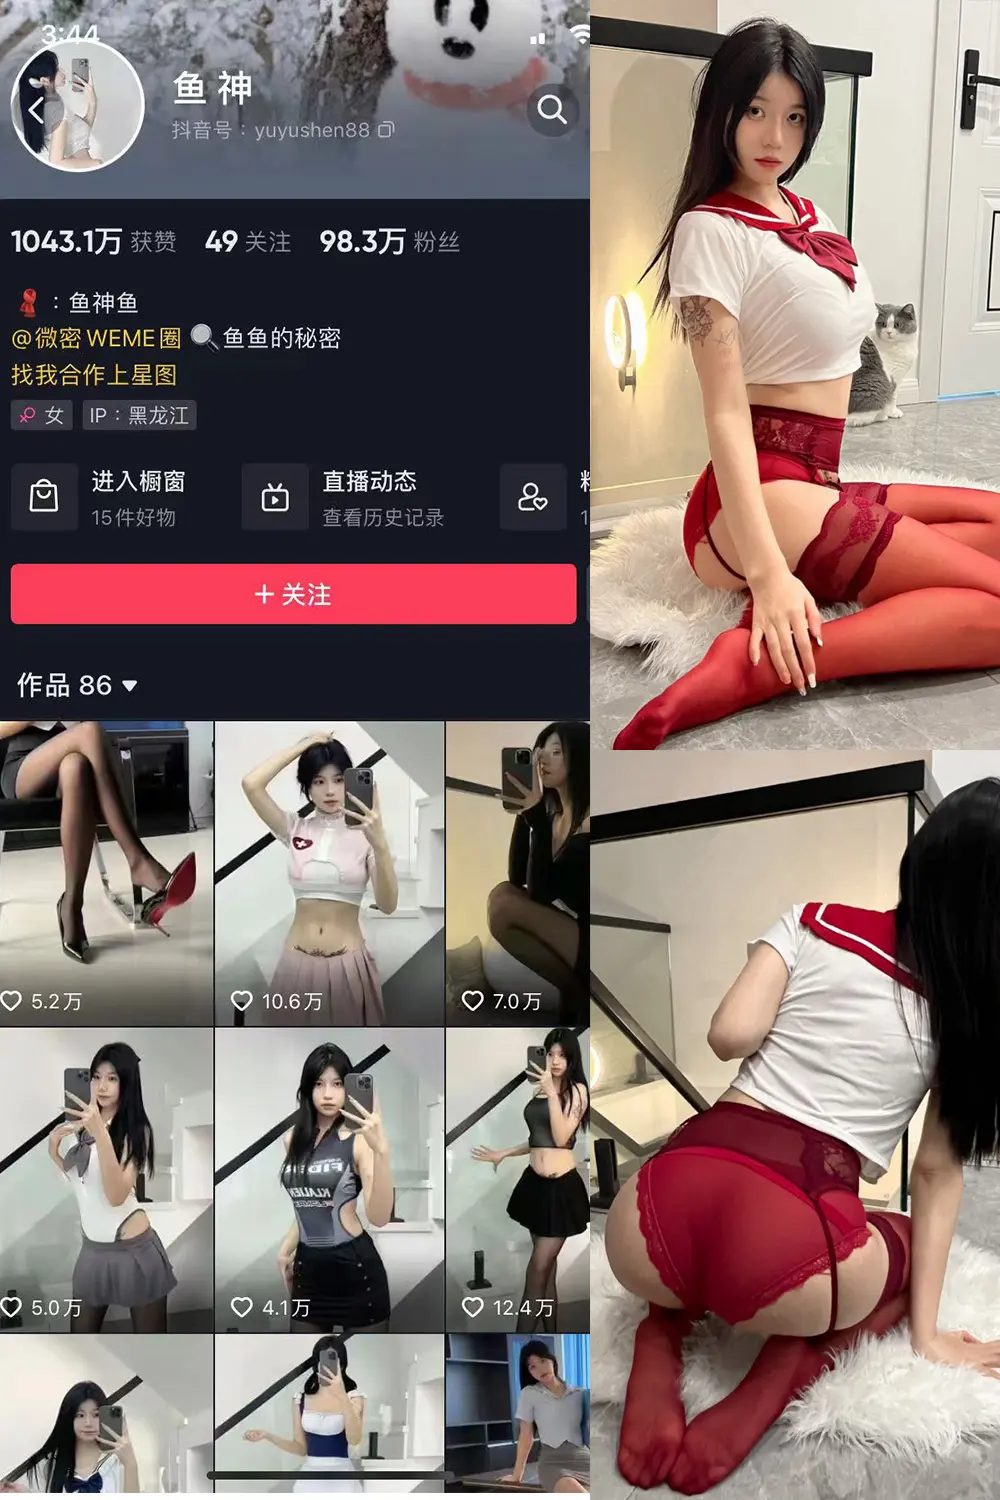 3:44
鱼 神
抖音号：yuyushen88
1043.1万 获赞 49 关注 98.3万 粉丝
：鱼神鱼
@微密 WEME圈 🔍鱼鱼的秘密
找我合作上星图
女 IP：黑龙江
进入橱窗
15件好物
直播动态
查看历史记录
+ 关注
作品 86
5.2万
10.6万
7.0万
5.0万
4.1万
12.4万